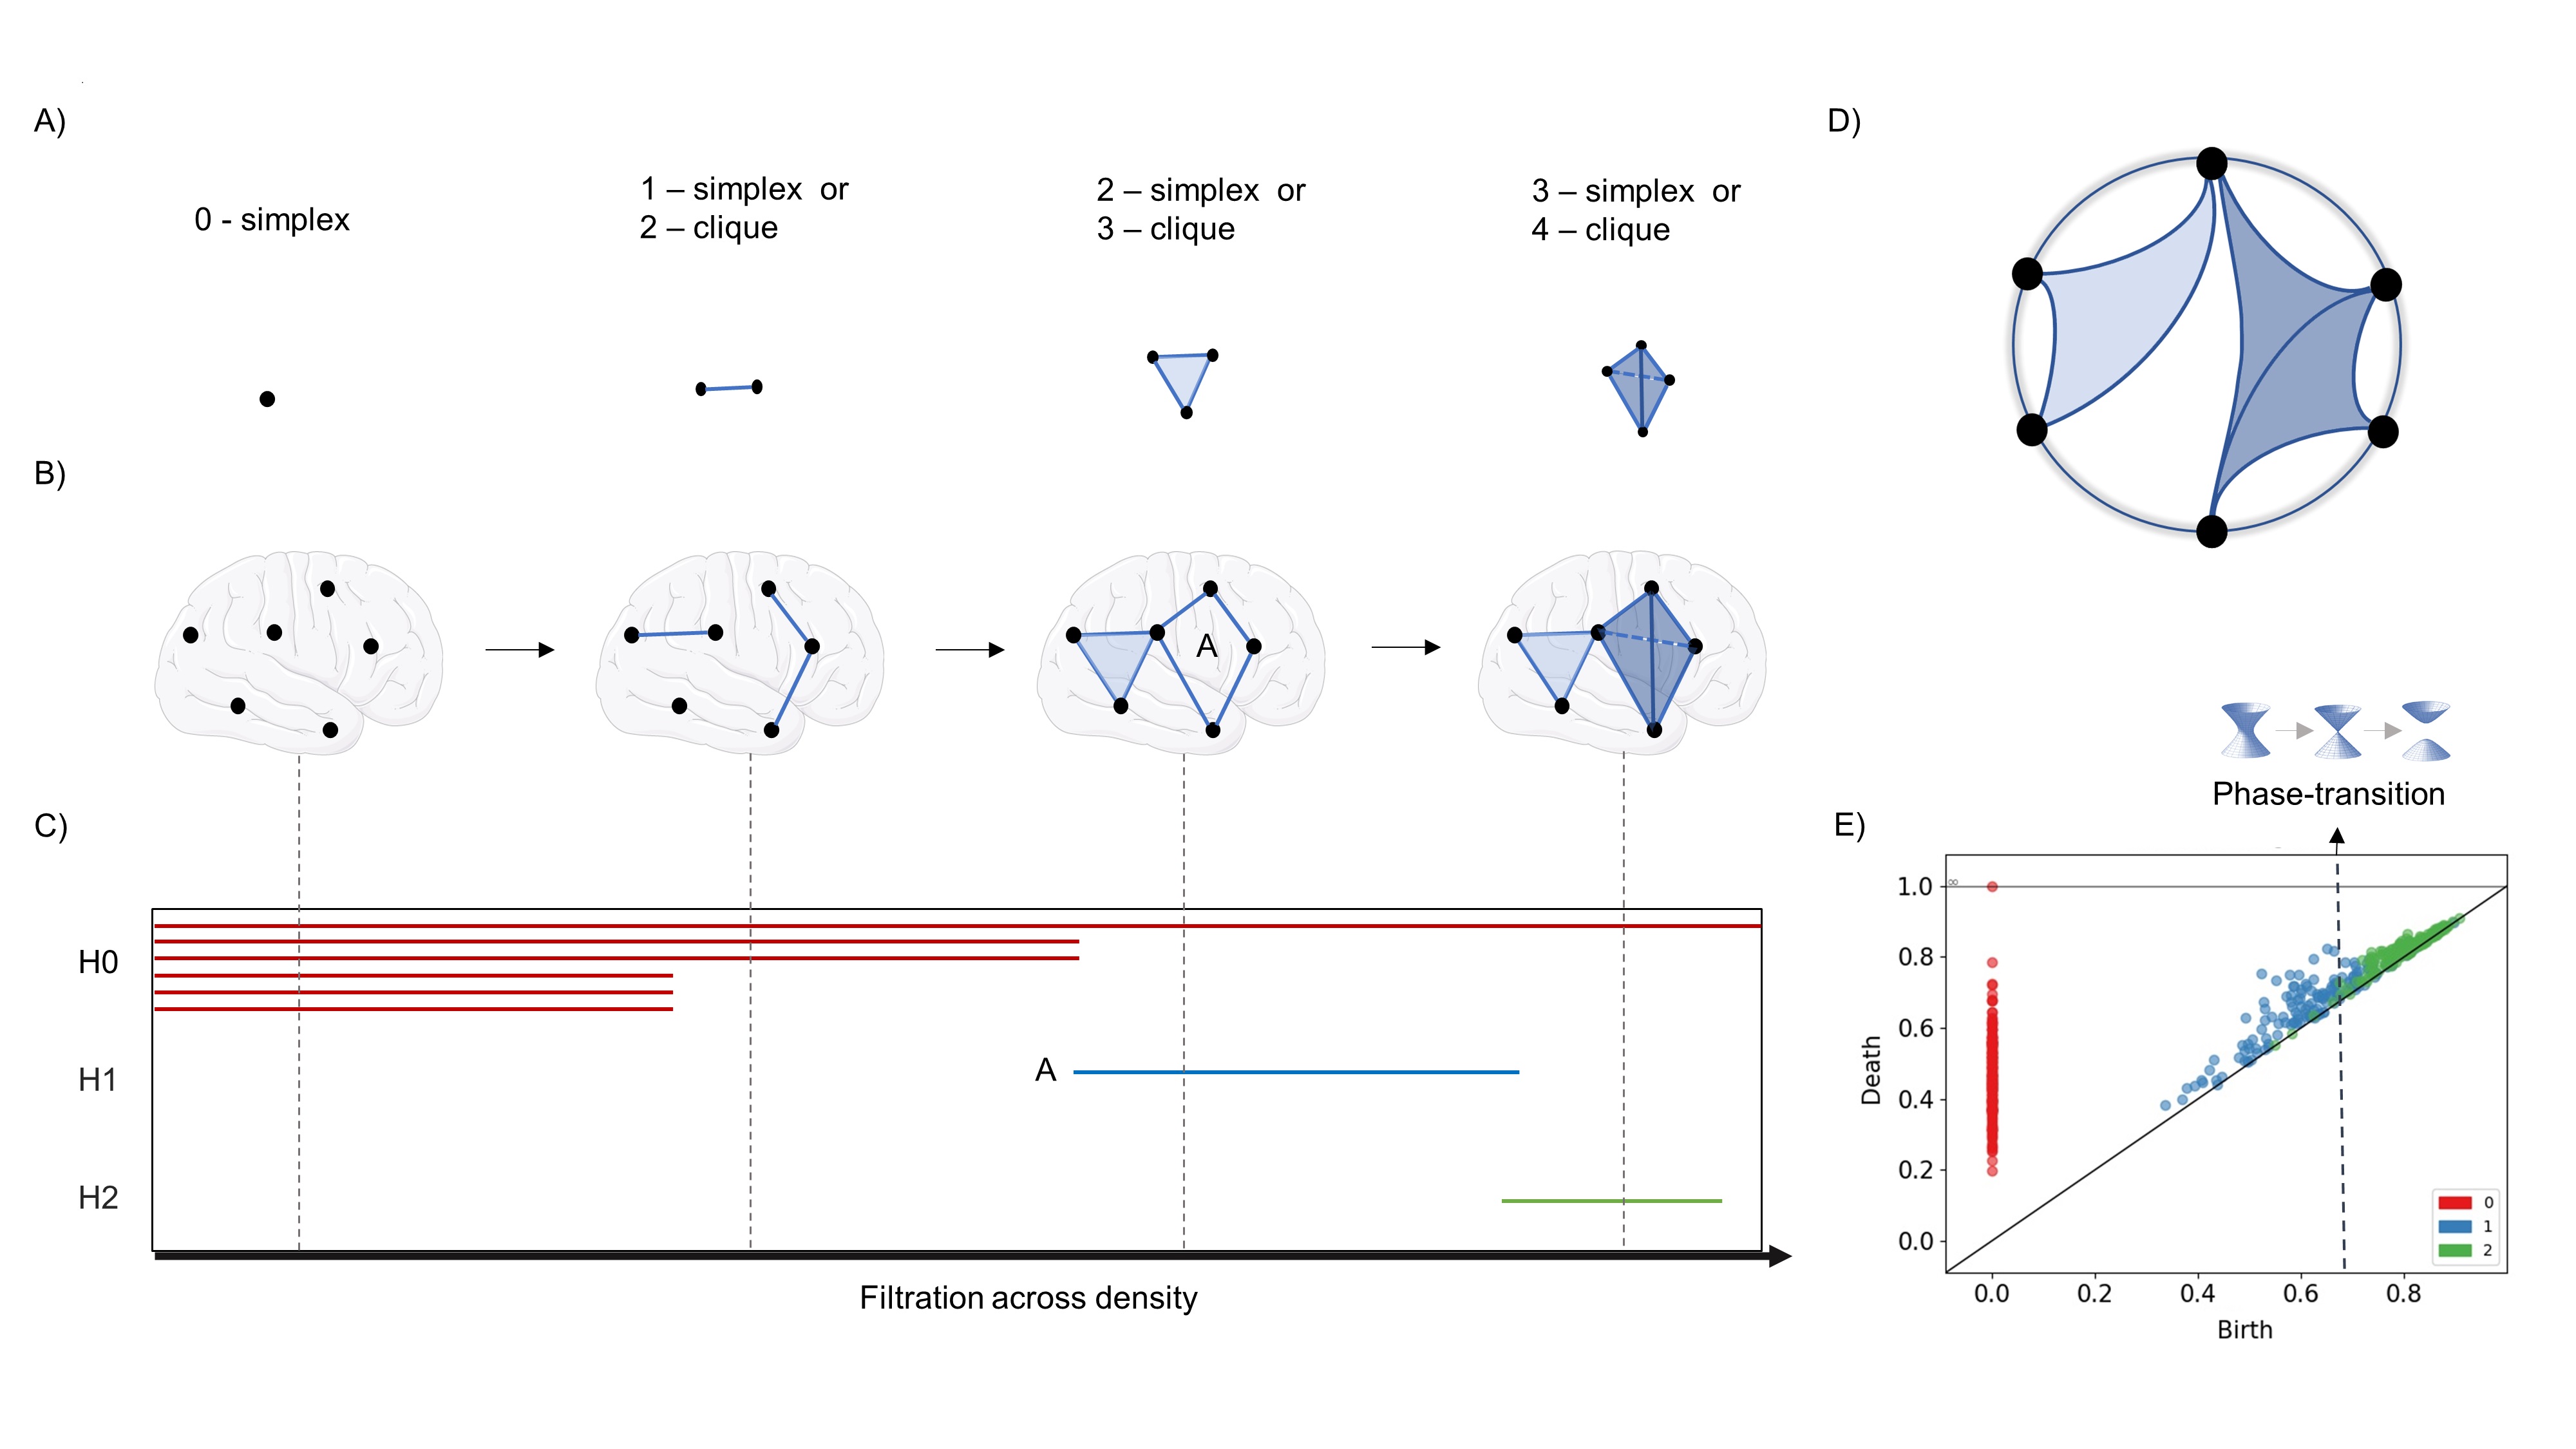 A)
0 - simplex
1 – simplex or
2 – clique
2 – simplex or
3 – clique
3 – simplex or
4 – clique
D)
B)
A
Phase-transition
C)
H0
A
H1
H2
Filtration across density
E)
∞
1.0
0.8
0.6
0.4
0.2
0.0
Death
0
1
2
0.0
0.2
0.4
0.6
0.8
Birth